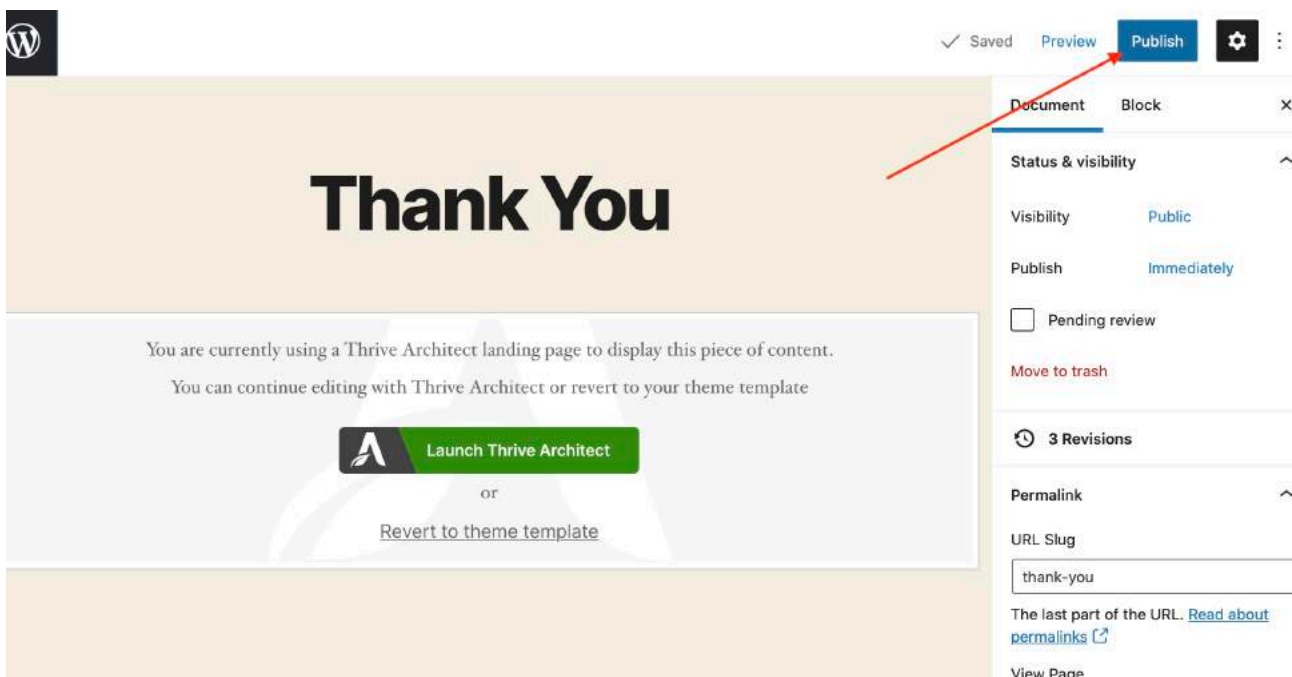 Saved Preview Publish
Document Block
Status & visibility
Thank You
Visibility Public
Publish Immediately
Pending review
You are currently using a Thrive Architect landing page to display this piece of content.
You can continue editing with Thrive Architect or revert to your theme template
Move to trash
Launch Thrive Architect
3 Revisions
or
Permalink
Revert to theme template
URL Slug
thank-you
The last part of the URL. Read about
permalinks
View Page